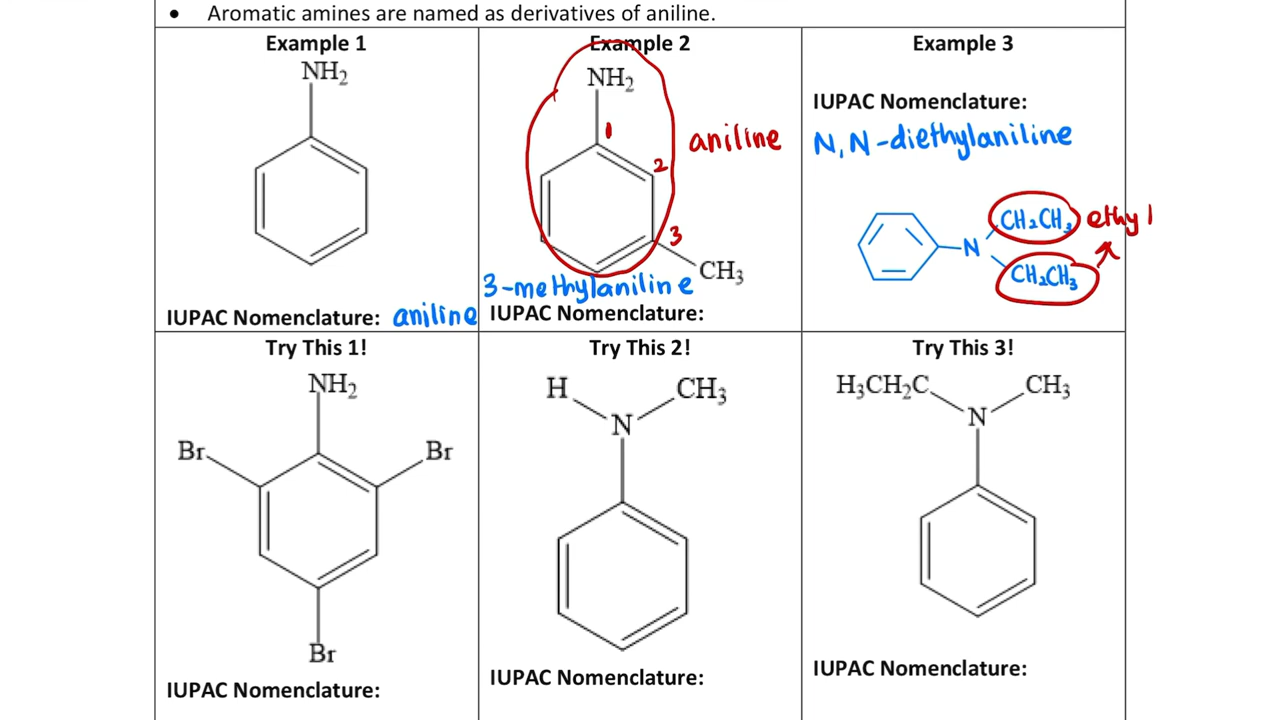 • Aromatic amines are named as derivatives of aniline.
Example 1
NH₂
IUPAC Nomenclature: aniline
Example 2
NH₂
1
aniline
2
3
CH₃
3-methylaniline
IUPAC Nomenclature:
Example 3
IUPAC Nomenclature:
N,N-diethylaniline
CH₂CH₃ ethyl
N
CH₂CH₃
Try This 1!
NH₂
Br Br
Br
IUPAC Nomenclature:
Try This 2!
H CH₃
N
IUPAC Nomenclature:
Try This 3!
H₃CH₂C CH₃
N
IUPAC Nomenclature: